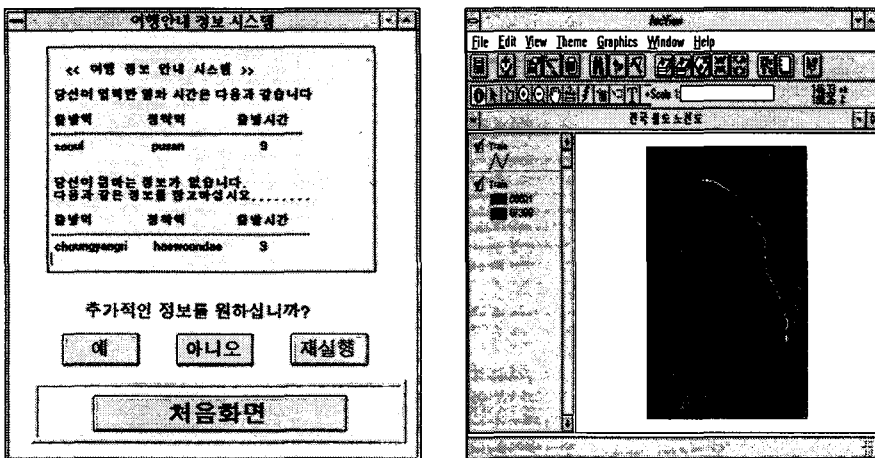 여행안내 정보 시스템
<< 여행 정보 안내 시스템 >>
당신이 입력한 열차 시간은 다음과 같습니다
출발역 정착역 출발시간
seoul pusan 9
당신이 원하는 정보가 없습니다.
다음과 같은 정보를 참고하십시오........
출발역 정착역 출발시간
chuungyangri haewoondae 9
추가적인 정보를 원하십니까?
예 아니오 재실행
처음화면
ArcView
File Edit View Theme Graphics Window Help
Scale 1:
전국 철도 노선도
Train
Train